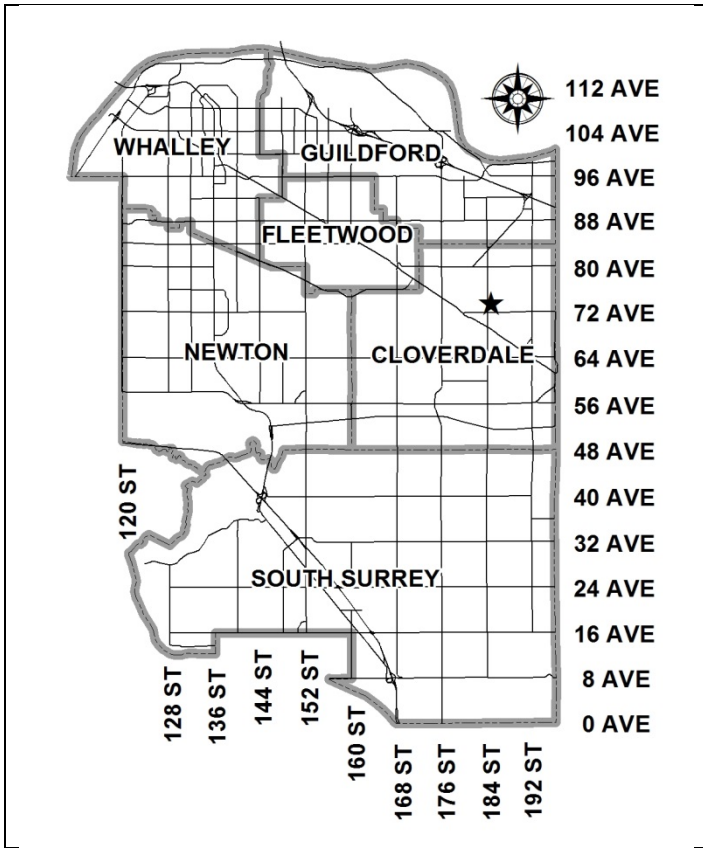 112 AVE
104 AVE
WHALLEY
GUILDFORD
96 AVE
88 AVE
FLEETWOOD
80 AVE
72 AVE
NEWTON
CLOVERDALE
64 AVE
56 AVE
48 AVE
120 ST
40 AVE
32 AVE
SOUTH SURREY
24 AVE
16 AVE
8 AVE
0 AVE
128 ST
136 ST
144 ST
152 ST
160 ST
168 ST
176 ST
184 ST
192 ST